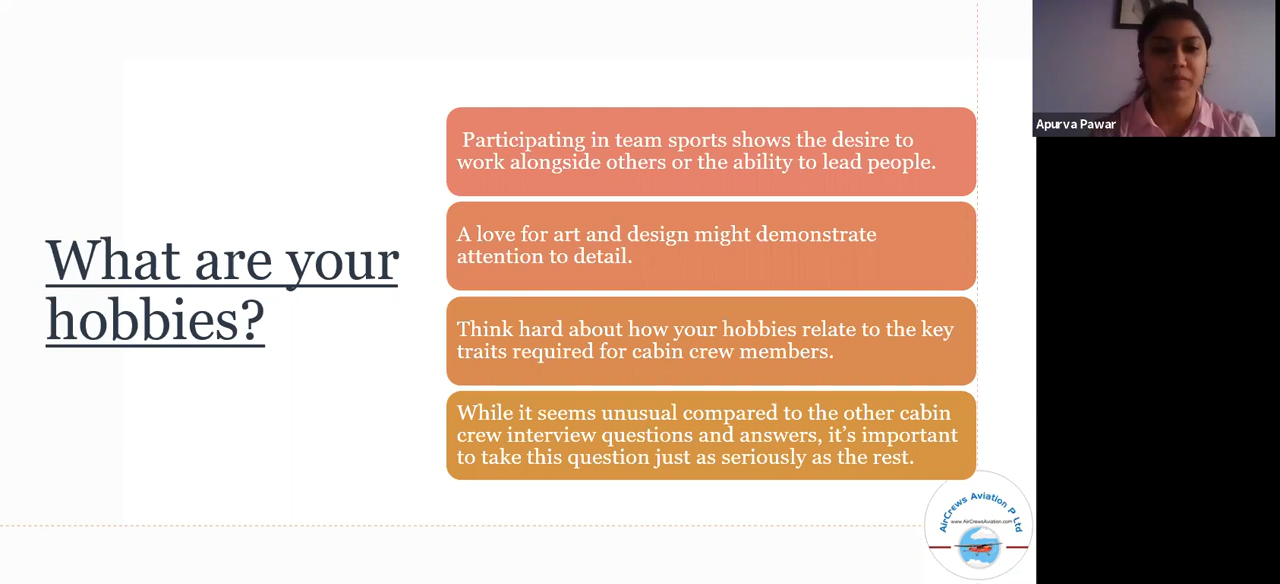 What are your
hobbies?
Participating in team sports shows the desire to
work alongside others or the ability to lead people.
A love for art and design might demonstrate
attention to detail.
Think hard about how your hobbies relate to the key
traits required for cabin crew members.
While it seems unusual compared to the other cabin
crew interview questions and answers, it’s important
to take this question just as seriously as the rest.
Apurva Pawar
AirCrews Aviation P Ltd
www.AirCrewsAviation.com